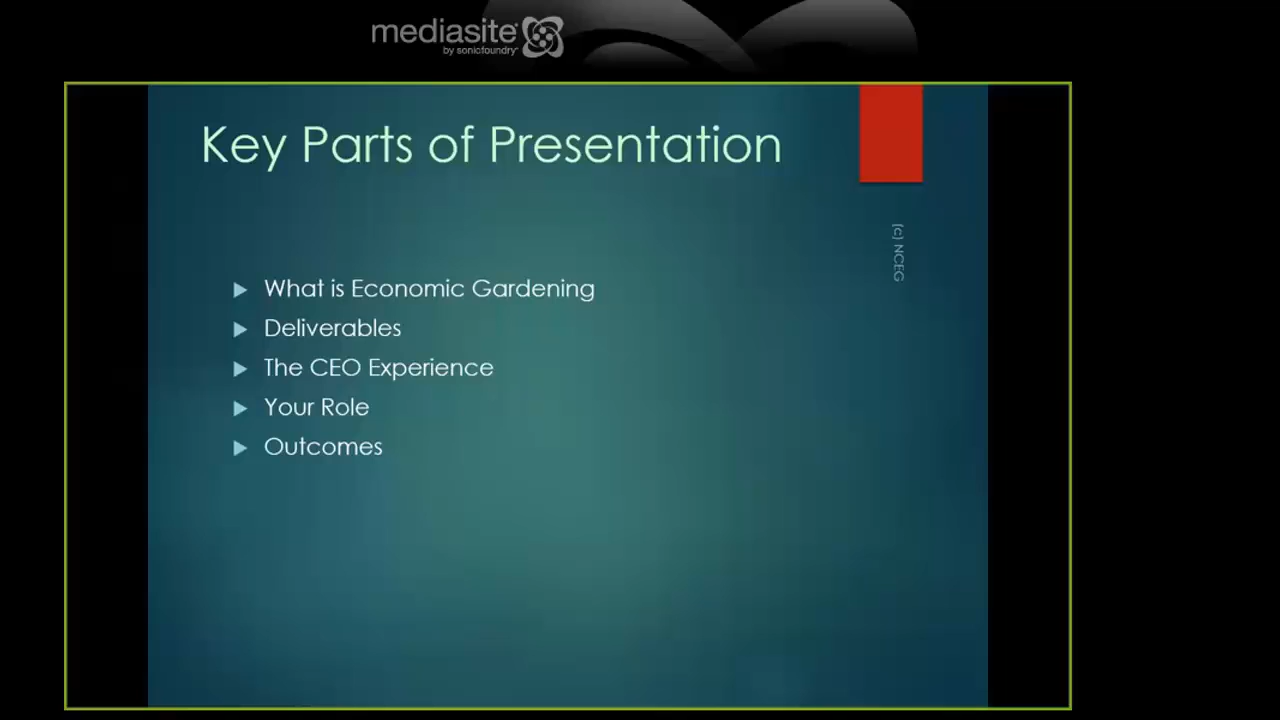 mediasite
by sonicfoundry
Key Parts of Presentation
(c) NCEG
What is Economic Gardening
Deliverables
The CEO Experience
Your Role
Outcomes